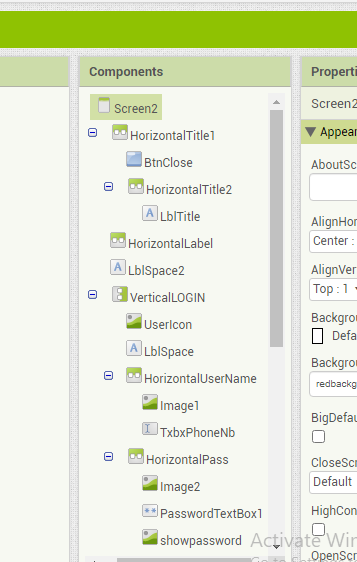 Components
Screen2
HorizontalTitle1
BtnClose
HorizontalTitle2
LblTitle
HorizontalLabel
LblSpace2
VerticalLOGIN
UserIcon
LblSpace
HorizontalUserName
Image1
TxbxPhoneNb
HorizontalPass
Image2
PasswordTextBox1
showpassword
Properti
Screen2
Appear
AboutScr
AlignHor
Center :
AlignVer
Top : 1
Backgrou
Defa
Backgrou
redbackg
BigDefau
CloseScr
Default
HighCon
Activate Win
OpenScr